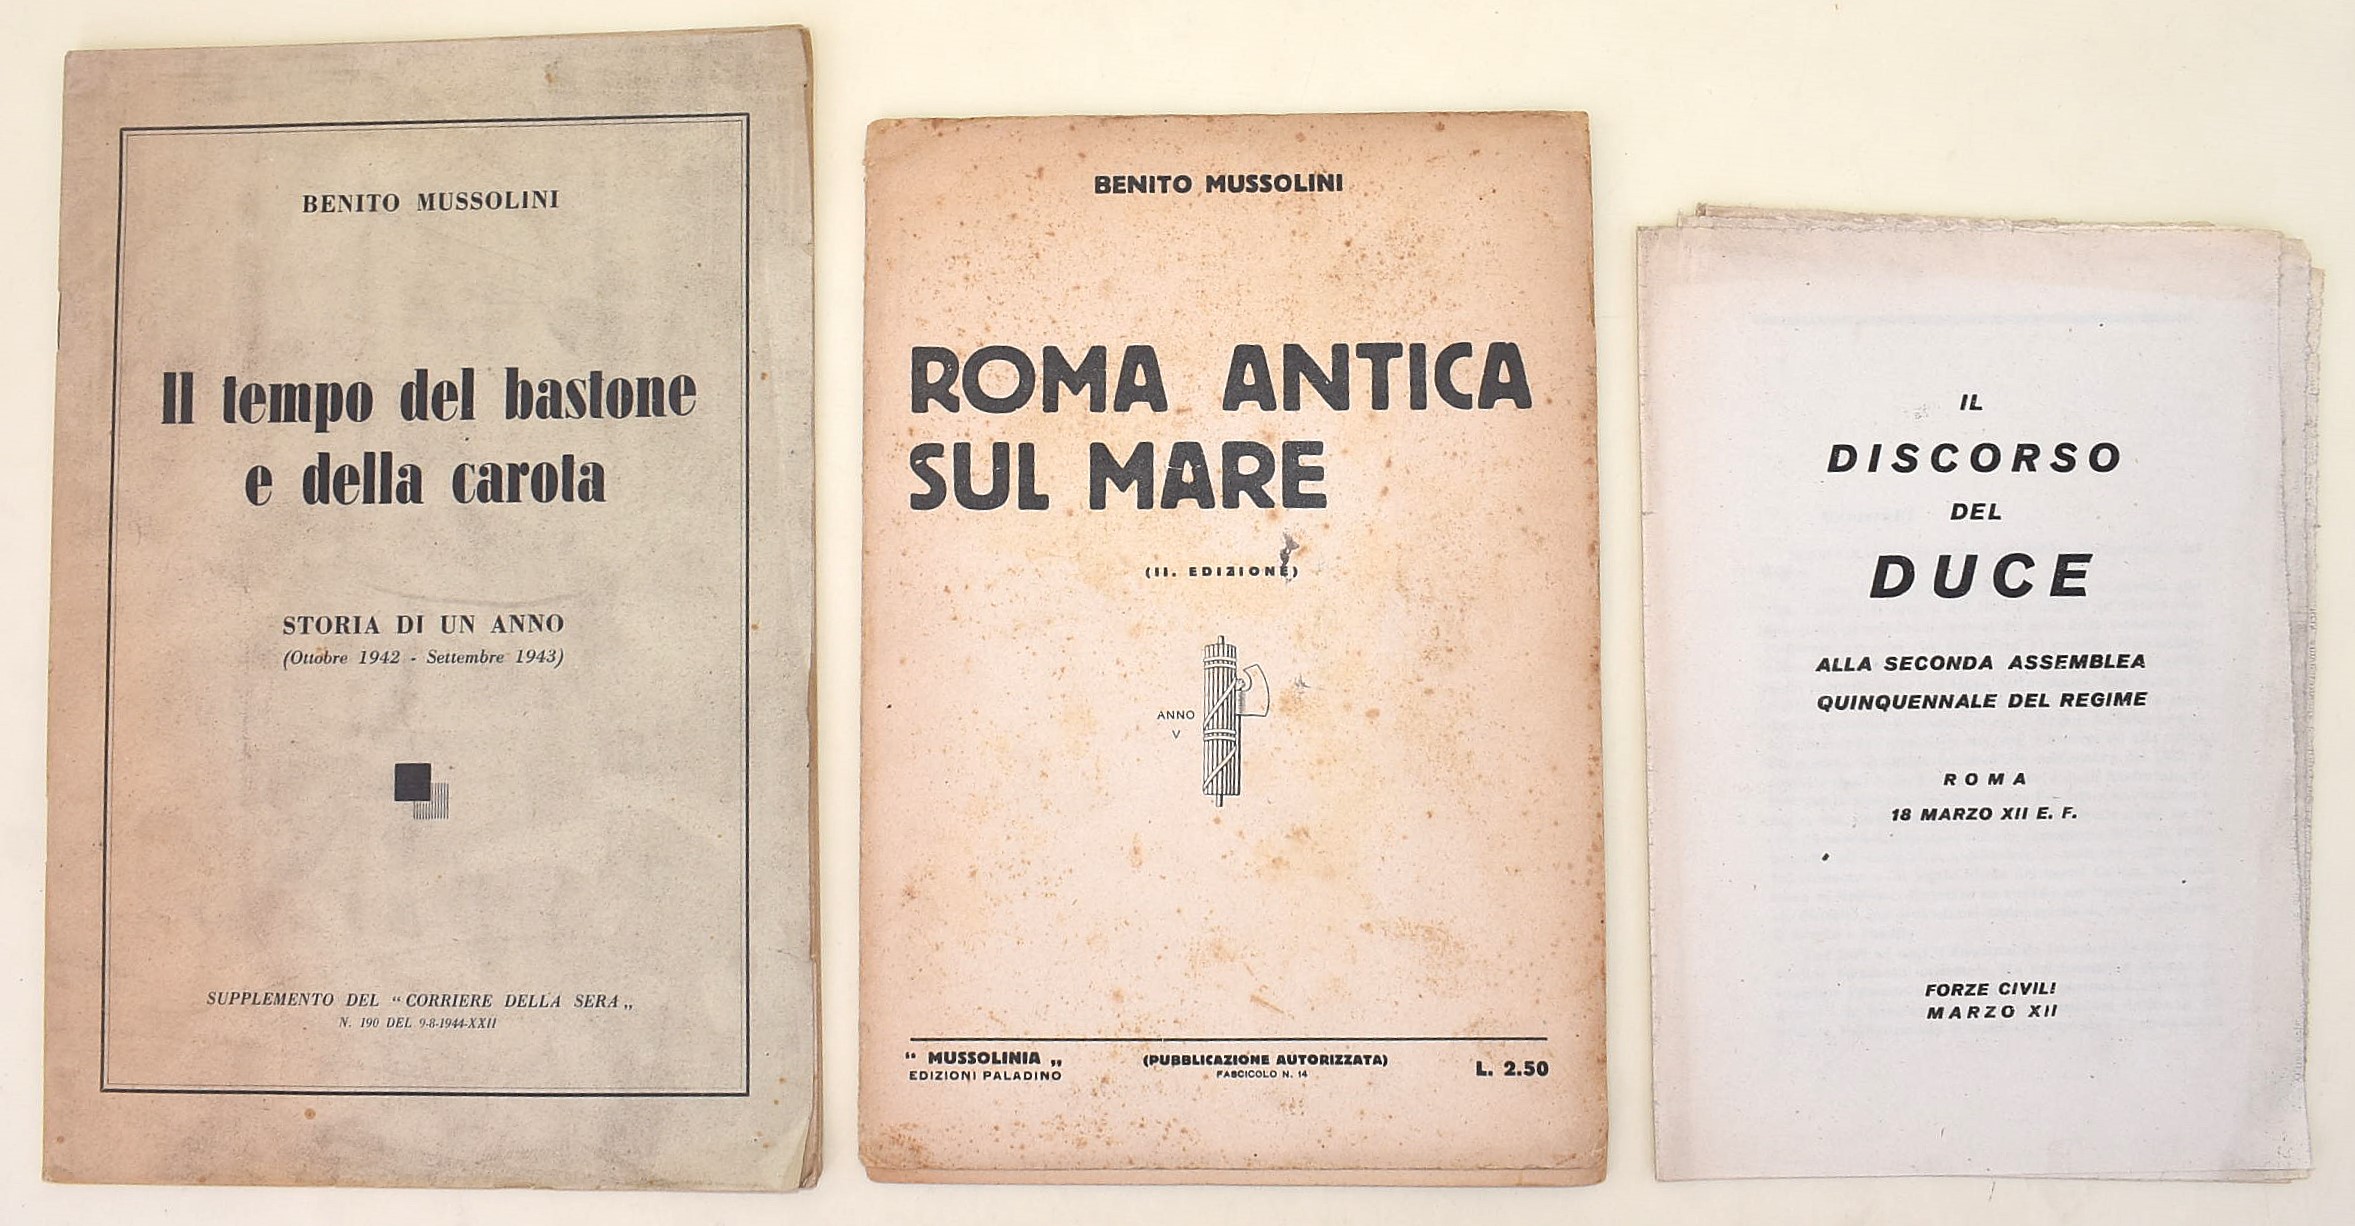 BENITO MUSSOLINI
Il tempo del bastone
e della carota
STORIA DI UN ANNO
(Ottobre 1942 - Settembre 1943)
SUPPLEMENTO DEL “ CORRIERE DELLA SERA „
N. 190 DEL 9-8-1944-XXII
BENITO MUSSOLINI
ROMA ANTICA
SUL MARE
(II. EDIZIONE)
ANNO
V
“ MUSSOLINIA „
EDIZIONI PALADINO
(PUBBLICAZIONE AUTORIZZATA)
FASCICOLO N. 14
L. 2.50
IL
DISCORSO
DEL
DUCE
ALLA SECONDA ASSEMBLEA
QUINQUENNALE DEL REGIME
ROMA
18 MARZO XII E. F.
FORZE CIVILI
MARZO XII